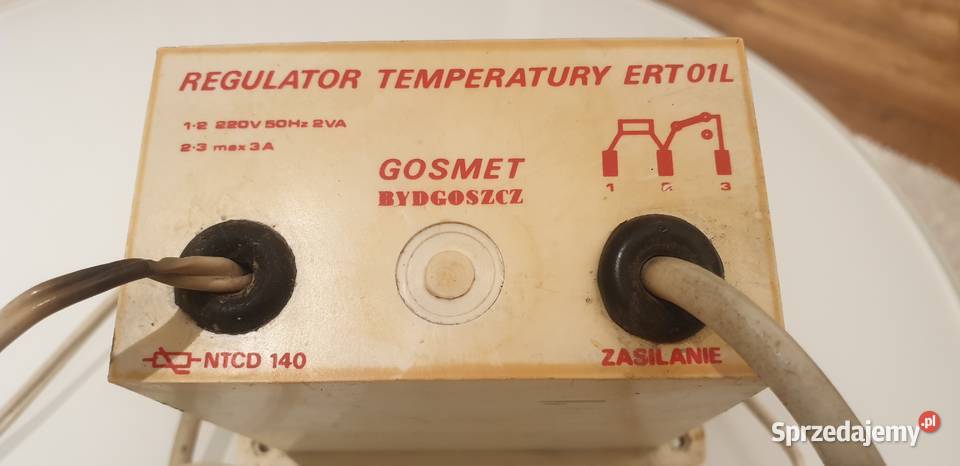 REGULATOR TEMPERATURY ERT01L
1-2 220V 50Hz 2VA
2-3 max 3A
GOSMET
BYDGOSZCZ
1 2 3
NTCD 140
ZASILANIE
Sprzedajemy.pl